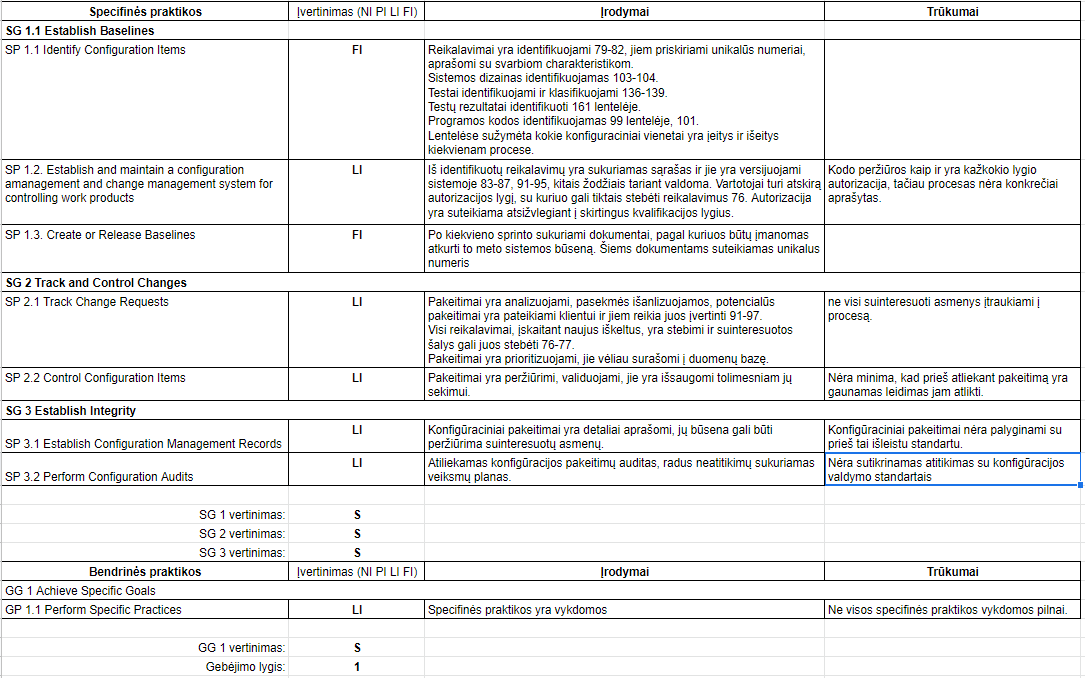 Specifinės praktikos Įvertinimas (NI PI LI FI) Įrodymai Trūkumai
SG 1.1 Establish Baselines
SP 1.1 Identify Configuration Items FI Reikalavimai yra identifikuojami 79-82, jiem priskiriami unikalūs numeriai,
aprašomi su svarbiom charakteristikom.
Sistemos dizainas identifikuojamas 103-104.
Testai identifikuojami ir klasifikuojami 136-139.
Testų rezultatai identifikuoti 161 lentelėje.
Programos kodos identifikuojamas 99 lentelėje, 101.
Lentelėse sužymėta kokie konfiguraciniai vienetai yra įeitys ir išeitys
kiekvienam procese.
SP 1.2. Establish and maintain a configuration
amanagement and change management system for
controlling work products
LI
Iš identifikuotų reikalavimų yra sukuriamas sąrašas ir jie yra versijuojami
sistemoje 83-87, 91-95, kitais žodžiais tariant valdoma. Vartotojai turi atskirą
autorizacijos lygį, su kuriuo gali tiktais stebėti reikalavimus 76. Autorizacija
yra suteikiama atsižvlegiant į skirtingus kvalifikacijos lygius.
Kodo peržiūros kaip ir yra kažkokio lygio
autorizacija, tačiau procesas nėra konkrečiai
aprašytas.
SP 1.3. Create or Release Baselines FI Po kiekvieno sprinto sukuriami dokumentai, pagal kuriuos būtų įmanomas
atkurti to meto sistemos būseną. Šiems dokumentams suteikiamas unikalus
numeris
SG 2 Track and Control Changes
SP 2.1 Track Change Requests LI Pakeitimai yra analizuojami, pasekmės išanlizuojamos, potencialūs
pakeitimai yra pateikiami klientui ir jiem reikia juos įvertinti 91-97.
Visi reikalavimai, įskaitant naujus iškeltus, yra stebimi ir suinteresuotos
šalys gali juos stebėti 76-77.
Pakeitimai yra prioritizuojami, jie vėliau surašomi į duomenų bazę.
ne visi suinteresuoti asmenys įtraukiami į
procesą.
SP 2.2 Control Configuration Items LI Pakeitimai yra peržiūrimi, validuojami, jie yra išsaugomi tolimesniam jų
sekimui.
Nėra minima, kad prieš atliekant pakeitimą yra
gaunamas leidimas jam atlikti.
SG 3 Establish Integrity
SP 3.1 Establish Configuration Management Records LI Konfigūraciniai pakeitimai yra detaliai aprašomi, jų būsena gali būti
peržiūrima suinteresuotų asmenų.
Konfigūraciniai pakeitimai nėra palyginami su
prieš tai išleistu standartu.
SP 3.2 Perform Configuration Audits LI Atiliekamas konfigūracijos pakeitimų auditas, radus neatitikimų sukuriamas
veiksmų planas.
Nėra sutikrinamas atitikimas su konfigūracijos
valdymo standartais
SG 1 vertinimas: S
SG 2 vertinimas: S
SG 3 vertinimas: S
Bendrinės praktikos Įvertinimas (NI PI LI FI) Įrodymai Trūkumai
GG 1 Achieve Specific Goals
GP 1.1 Perform Specific Practices LI Specifinės praktikos yra vykdomos Ne visos specifinės praktikos vykdomos pilnai.
GG 1 vertinimas: S
Gebėjimo lygis: 1